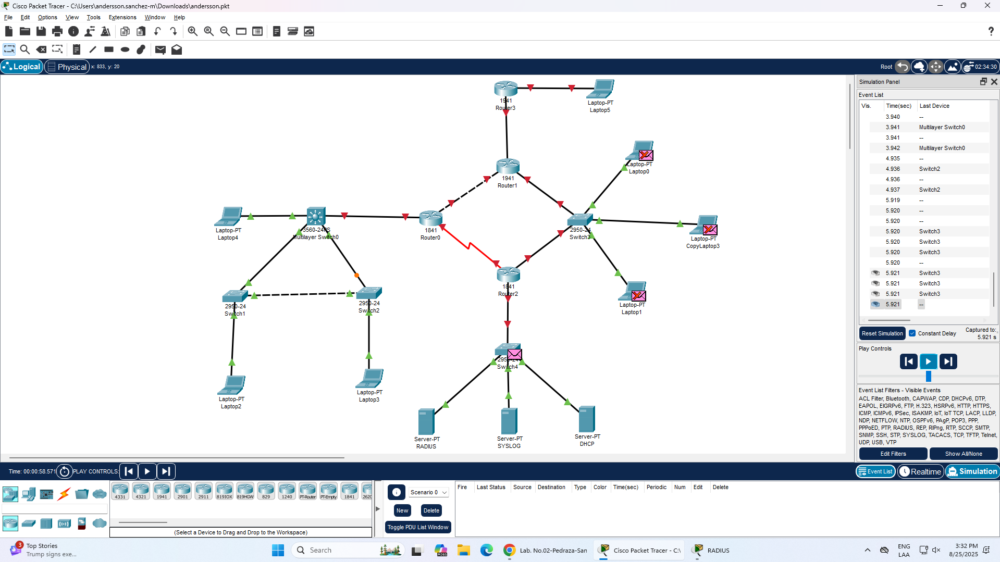 Cisco Packet Tracer - C:\Users\andersson.sanchez-m\Downloads\andersson.pkt
File Edit Options View Tools Extensions Window Help
Logical Physical x: 833, y: 20
Root 02:34:30
1941
Router3
Laptop-PT
Laptop5
1941
Router1
Laptop-PT
Laptop0
Laptop-PT
Laptop4
3560-24PS
Multilayer Switch0
1841
Router0
2950-24
Switch3
Laptop-PT
CopyLaptop3
1841
Router2
2950-24
Switch1
2950-24
Switch2
Laptop-PT
Laptop1
2950-24
Switch4
Laptop-PT
Laptop2
Laptop-PT
Laptop3
Server-PT
RADIUS
Server-PT
SYSLOG
Server-PT
DHCP
Simulation Panel
Event List
Vis. Time(sec) Last Device
3.940 --
3.941 Multilayer Switch0
3.941 --
3.942 Multilayer Switch0
4.935 --
4.936 Switch2
4.936 --
4.937 Switch2
5.919 --
5.920 --
5.920 --
5.920 Switch3
5.920 Switch3
5.920 Switch3
5.920 --
5.921 Switch3
5.921 Switch3
5.921 Switch3
5.921 --
Reset Simulation Constant Delay Captured to:
5.921 s
Play Controls
Event List Filters - Visible Events
ACL Filter, Bluetooth, CAPWAP, CDP, DHCPv6, DTP,
EAPOL, EIGRPv6, FTP, H.323, HSRPv6, HTTP, HTTPS,
ICMP, ICMPv6, IPSec, ISAKMP, IoT, IoT TCP, LACP, LLDP,
NDP, NETFLOW, NTP, OSPFv6, PAgP, POP3, PPP,
PPPoED, PTP, RADIUS, REP, RIPng, RTP, SCCP, SMTP,
SNMP, SSH, STP, SYSLOG, TACACS, TCP, TFTP, Telnet,
UDP, USB, VTP
Edit Filters Show All/None
Time: 00:00:58.571 PLAY CONTROLS:
Event List Realtime Simulation
4331 4321 1941 2901 2911 819IOX 819HGW 829 1240 PT-Router PT-Empty 1841 2620
(Select a Device to Drag and Drop to the Workspace)
Scenario 0
New Delete
Toggle PDU List Window
Fire Last Status Source Destination Type Color Time(sec) Periodic Num Edit Delete
3
Top Stories
Trump signs exe...
Search
M365
Lab. No.02-Pedraza-San
Cisco Packet Tracer - C:\
RADIUS
ENG
LAA
3:32 PM
8/25/2025